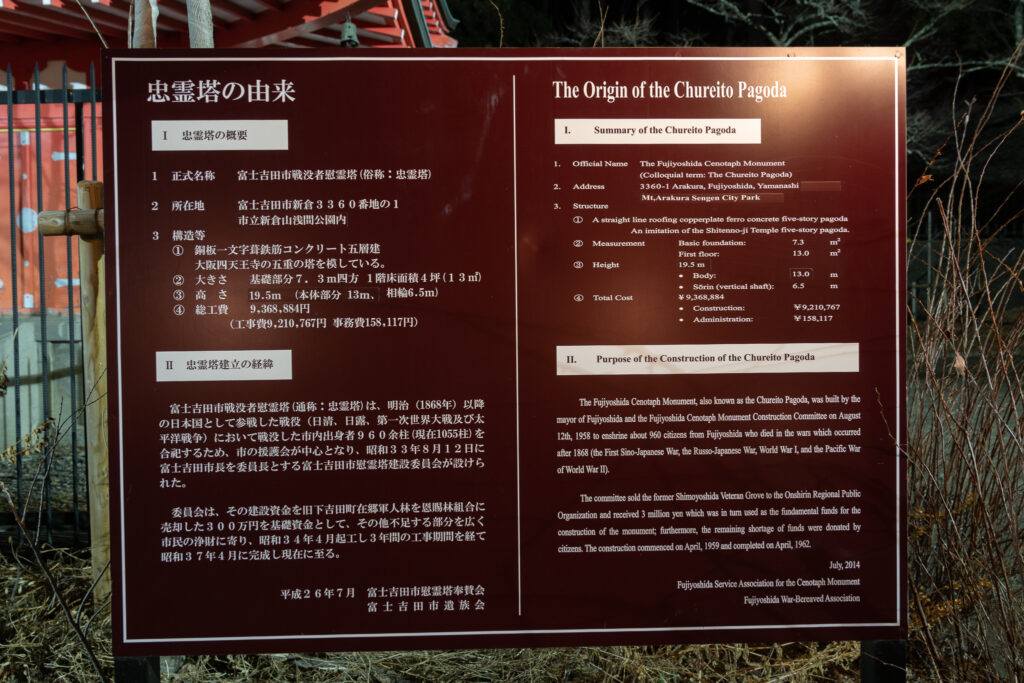 忠霊塔の由来
Ⅰ 忠霊塔の概要
1 正式名称 富士吉田市戦没者慰霊塔(俗称:忠霊塔)
2 所在地 富士吉田市新倉3360番地の1
市立新倉山浅間公園内
3 構造等
① 銅板一文字葺鉄筋コンクリート五層建
大阪四天王寺の五重の塔を模している。
② 大きさ 基礎部分7.3m四方 1階床面積4坪(13㎡)
③ 高さ 19.5m (本体部分 13m、相輪6.5m)
④ 総工費 9,368,884円
(工事費9,210,767円 事務費158,117円)
Ⅱ 忠霊塔建立の経緯
富士吉田市戦没者慰霊塔(通称:忠霊塔)は、明治(1868年)以降
の日本国として参戦した戦役(日清、日露、第一次世界大戦及び太
平洋戦争)において戦没した市内出身者960余柱(現在1055柱)を
合祀するため、市の援護会が中心となり、昭和33年8月12日に
富士吉田市長を委員長とする富士吉田市慰霊塔建設委員会が設けら
れた。
委員会は、その建設資金を旧下吉田町在郷軍人林を恩賜林組合に
売却した300万円を基礎資金として、その他不足する部分を広く
市民の浄財に寄り、昭和34年4月起工し3年間の工事期間を経て
昭和37年4月に完成し現在に至る。
平成26年7月 富士吉田市慰霊塔奉賛会
富士吉田市遺族会
The Origin of the Chureito Pagoda
I. Summary of the Chureito Pagoda
1. Official Name The Fujiyoshida Cenotaph Monument
(Colloquial term: The Chureito Pagoda)
2. Address 3360-1 Arakura, Fujiyoshida, Yamanashi
Mt,Arakura Sengen City Park
3. Structure
① A straight line roofing copperplate ferro concrete five-story pagoda
An imitation of the Shitenno-ji Temple five-story pagoda.
② Measurement Basic foundation: 7.3 m²
First floor: 13.0 m²
③ Height 19.5 m
• Body: 13.0 m
• Sōrin (vertical shaft): 6.5 m
④ Total Cost ¥9,368,884
• Construction: ¥9,210,767
• Administration: ¥158,117
II. Purpose of the Construction of the Chureito Pagoda
The Fujiyoshida Cenotaph Monument, also known as the Chureito Pagoda, was built by the
mayor of Fujiyoshida and the Fujiyoshida Cenotaph Monument Construction Committee on August
12th, 1958 to enshrine about 960 citizens from Fujiyoshida who died in the wars which occurred
after 1868 (the First Sino-Japanese War, the Russo-Japanese War, World War I, and the Pacific War
of World War II).
The committee sold the former Shimoyoshida Veteran Grove to the Onshirin Regional Public
Organization and received 3 million yen which was in turn used as the fundamental funds for the
construction of the monument; furthermore, the remaining shortage of funds were donated by
citizens. The construction commenced on April, 1959 and completed on April, 1962.
July, 2014
Fujiyoshida Service Association for the Cenotaph Monument
Fujiyoshida War-Bereaved Association